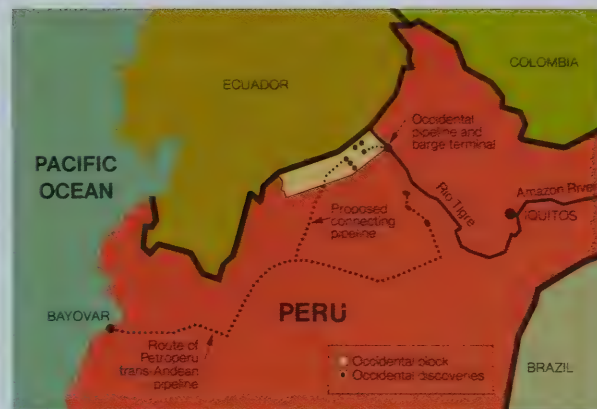 ECUADOR
COLOMBIA
Occidental
pipeline and
barge terminal
PACIFIC
OCEAN
Rio Tigre
Amazon River
IQUITOS
Proposed
connecting
pipeline
PERU
BAYOVAR
Route of
Petroperu
trans-Andean
pipeline
Occidental block
Occidental discoveries
BRAZIL